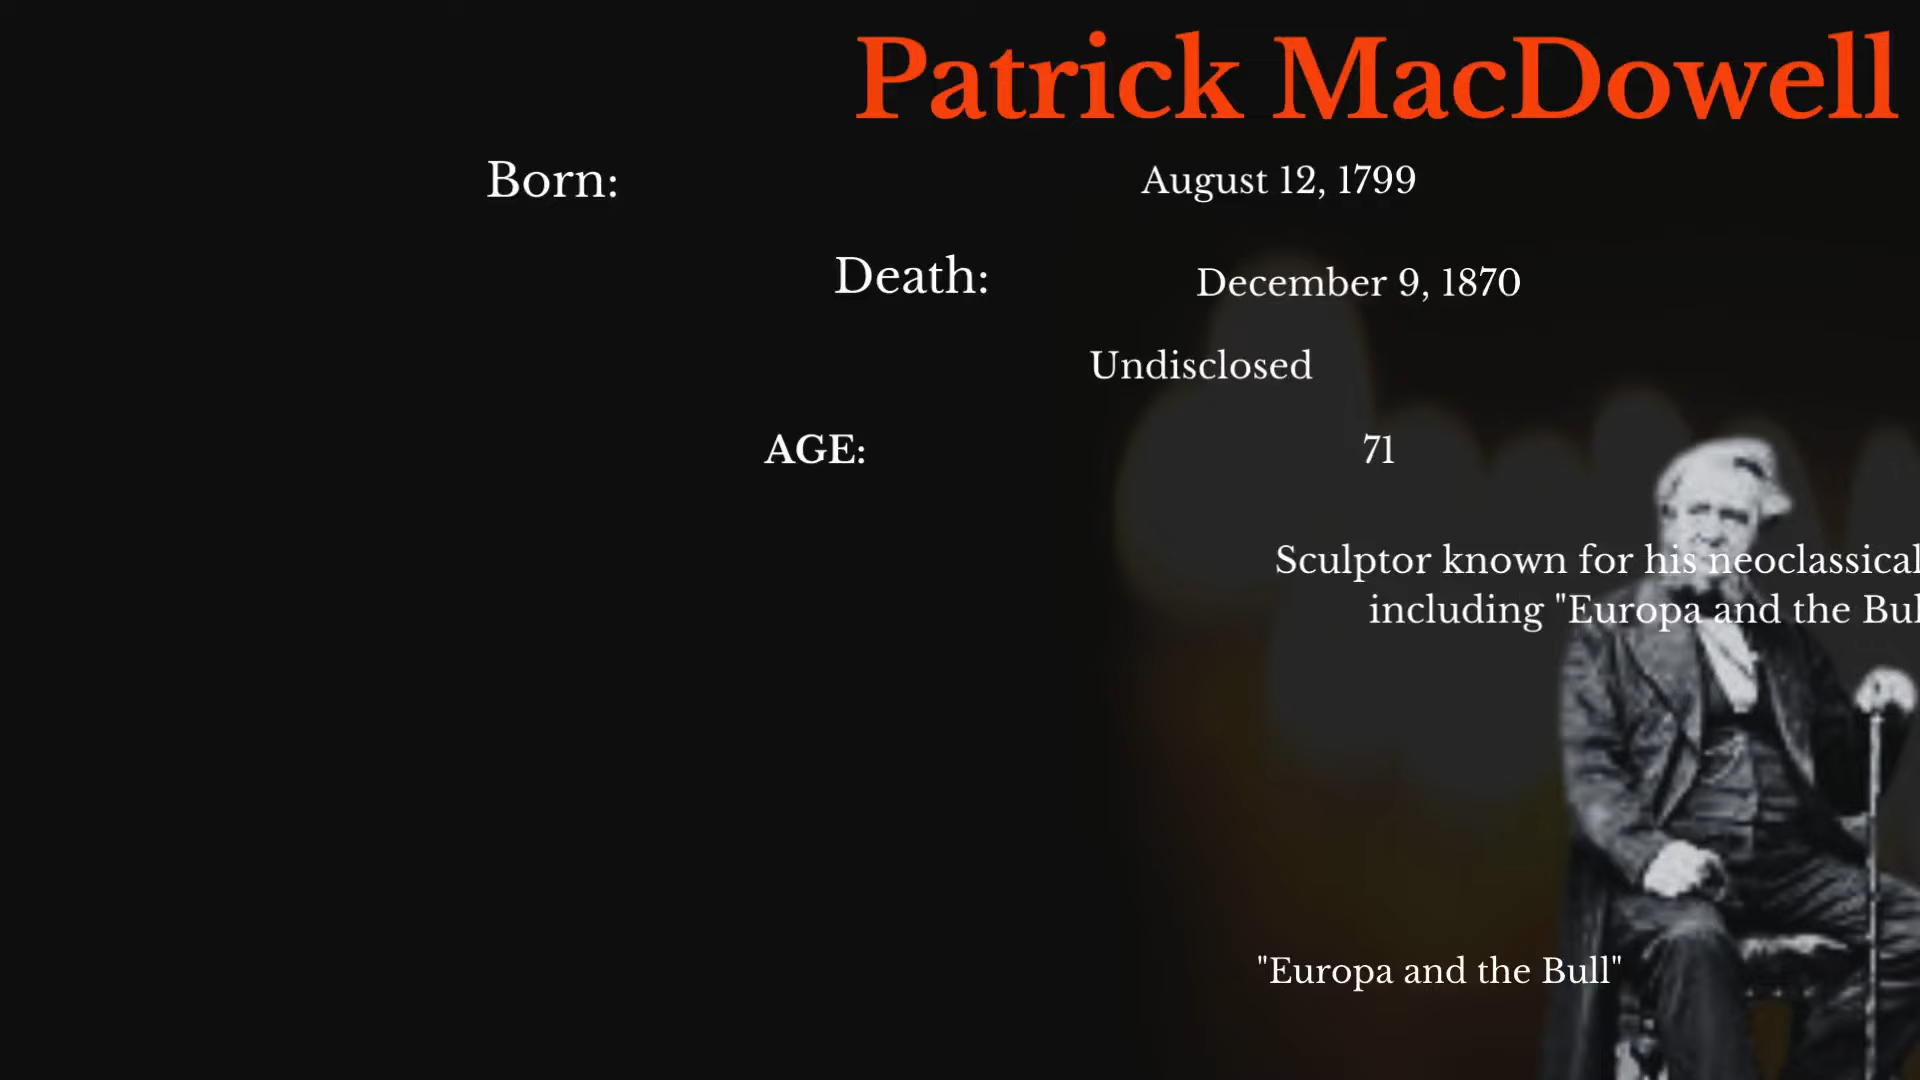 Patrick MacDowell
Born: August 12, 1799
Death: December 9, 1870
Undisclosed
AGE: 71
Sculptor known for his neoclassical
including "Europa and the
"Europa and the Bull"